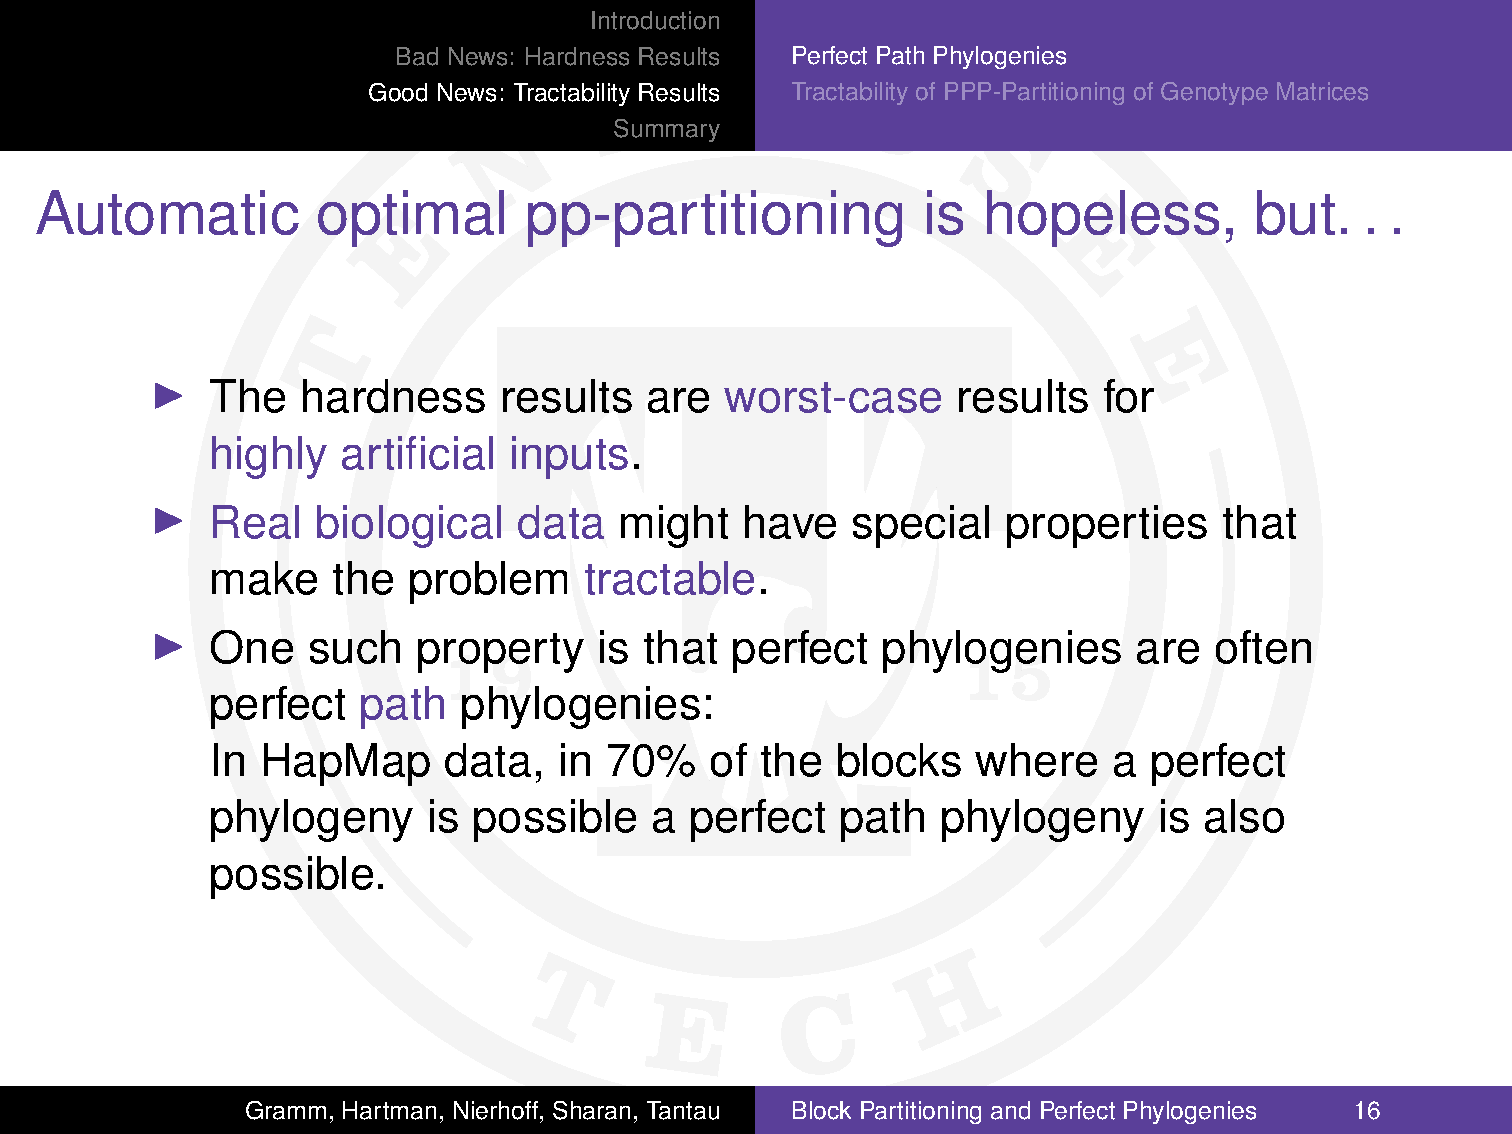 Introduction
Bad News: Hardness Results
Good News: Tractability Results
Summary
Perfect Path Phylogenies
Tractability of PPP-Partitioning of Genotype Matrices
Automatic optimal pp-partitioning is hopeless, but. . .
The hardness results are worst-case results for
highly artificial inputs.
Real biological data might have special properties that
make the problem tractable.
One such property is that perfect phylogenies are often
perfect path phylogenies:
In HapMap data, in 70% of the blocks where a perfect
phylogeny is possible a perfect path phylogeny is also
possible.
19 15
TECH
Gramm, Hartman, Nierhoff, Sharan, Tantau
Block Partitioning and Perfect Phylogenies
16